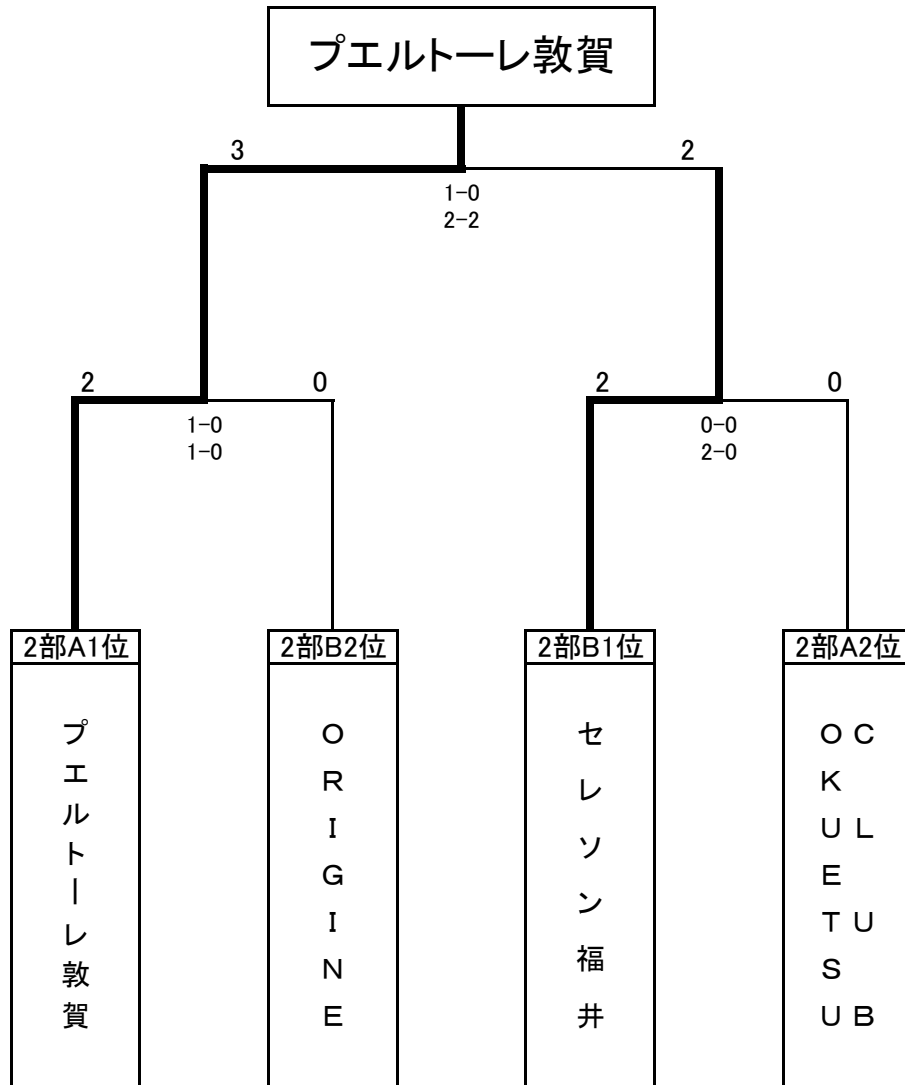 プエルトーレ敦賀
3 2
1-0
2-2
2 0 2 0
1-0 0-0
1-0 2-0
2部A1位 2部B2位 2部B1位 2部A2位
プエルトーレ敦賀
ORIGINE
セレソン福井
OKUETSU
CLUB